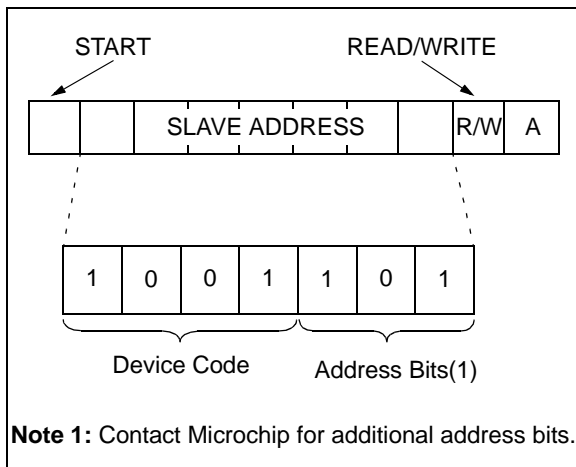 START READ/WRITE
SLAVE ADDRESS R/W A
1 0 0 1 1 0 1
Device Code Address Bits(1)
Note 1: Contact Microchip for additional address bits.